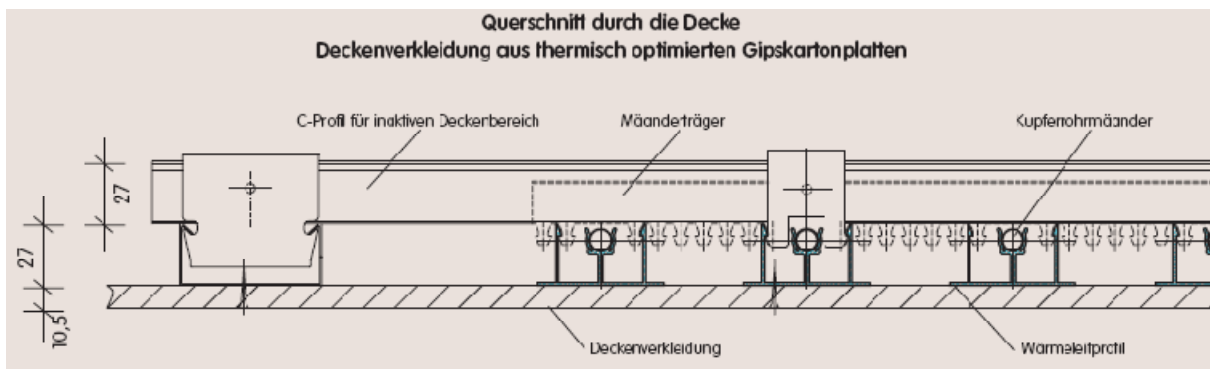 Querschnitt durch die Decke
Deckenverkleidung aus thermisch optimierten Gipskartonplatten
C-Profil für inaktiven Deckenbereich
Mäanderträger
Kupferrohrmäander
27
27
10,5
Deckenverkleidung
Wärmeleitprofil